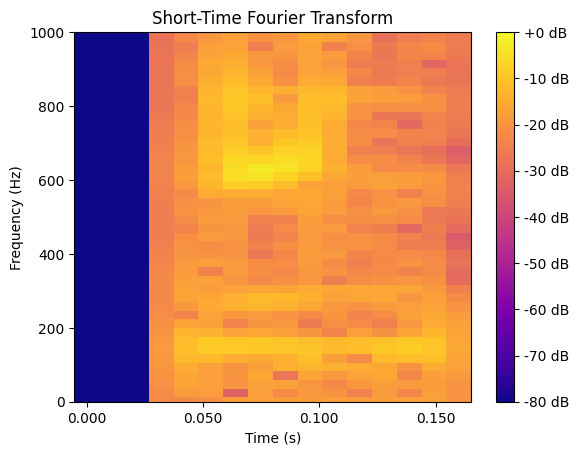 Short-Time Fourier Transform
Frequency (Hz)
1000
800
600
400
200
0
0.000
0.050
0.100
0.150
Time (s)
+0 dB
-10 dB
-20 dB
-30 dB
-40 dB
-50 dB
-60 dB
-70 dB
-80 dB